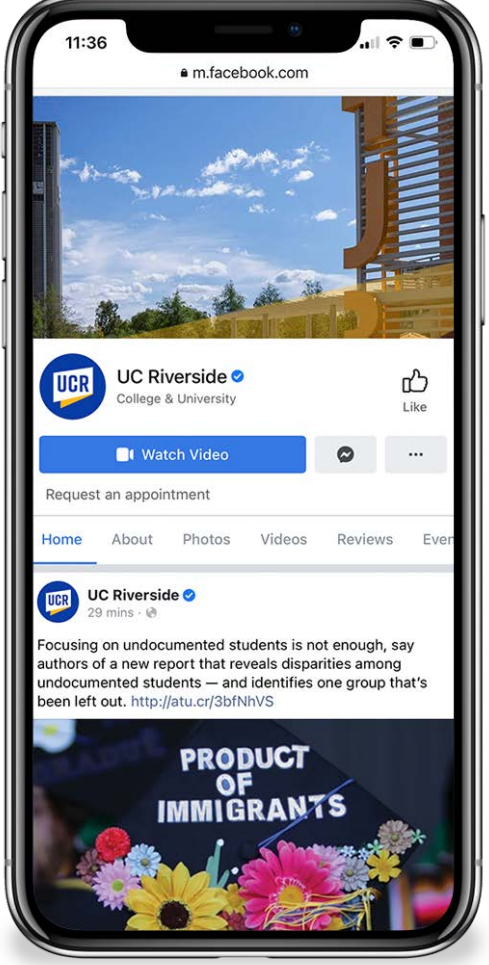 11:36
m.facebook.com
UCR
UC Riverside
College & University
Like
Watch Video
Request an appointment
Home About Photos Videos Reviews Even
UCR
UC Riverside
29 mins ·
Focusing on undocumented students is not enough, say
authors of a new report that reveals disparities among
undocumented students — and identifies one group that's
been left out. http://atu.cr/3bfNhVS
PRODUCT
OF
IMMIGRANTS